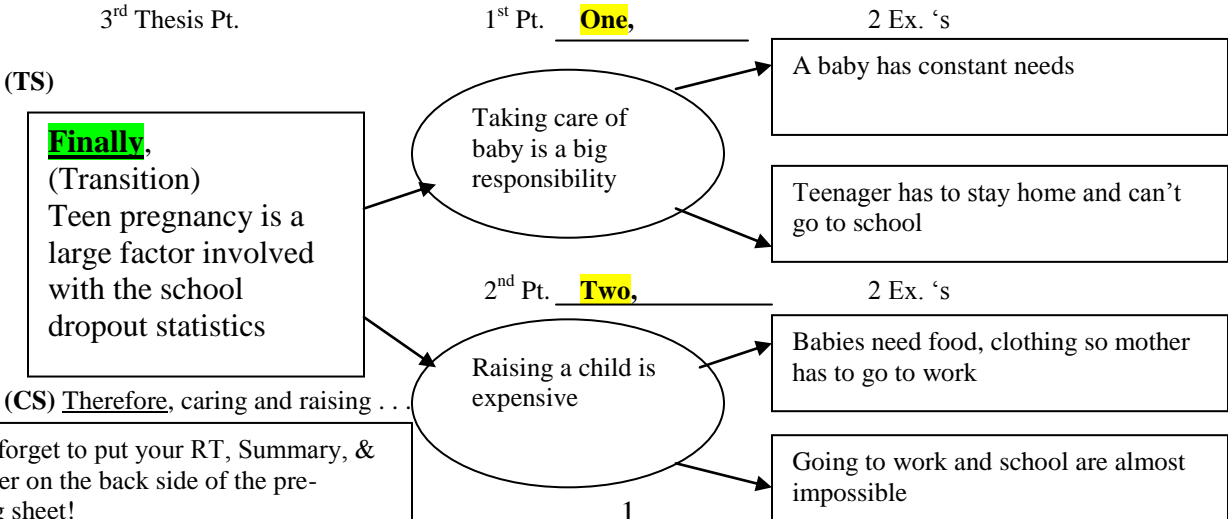 3rd Thesis Pt.
1st Pt. One,
2 Ex. ‘s
(TS)
Finally,
(Transition)
Teen pregnancy is a
large factor involved
with the school
dropout statistics
Taking care of
baby is a big
responsibility
A baby has constant needs
Teenager has to stay home and can’t
go to school
2nd Pt. Two,
2 Ex. ‘s
Raising a child is
expensive
Babies need food, clothing so mother
has to go to work
Going to work and school are almost
impossible
(CS) Therefore, caring and raising . . .
forget to put your RT, Summary, &
on the back side of the pre-
sheet!
1